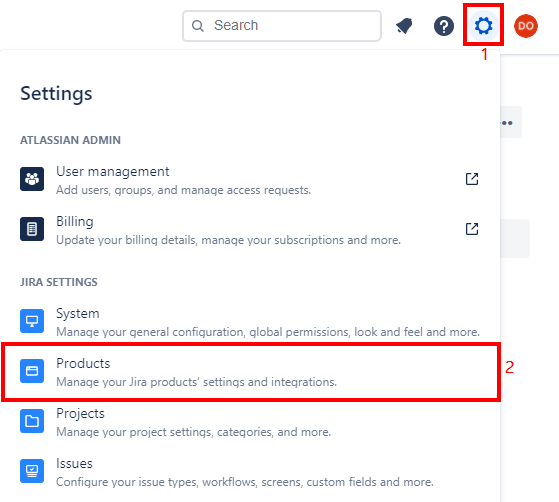 Search
DO
1
Settings
ATLASSIAN ADMIN
User management
Add users, groups, and manage access requests.
Billing
Update your billing details, manage your subscriptions and more.
JIRA SETTINGS
System
Manage your general configuration, global permissions, look and feel and more.
Products
Manage your Jira products' settings and integrations.
2
Projects
Manage your project settings, categories, and more.
Issues
Configure your issue types, workflows, screens, custom fields and more.